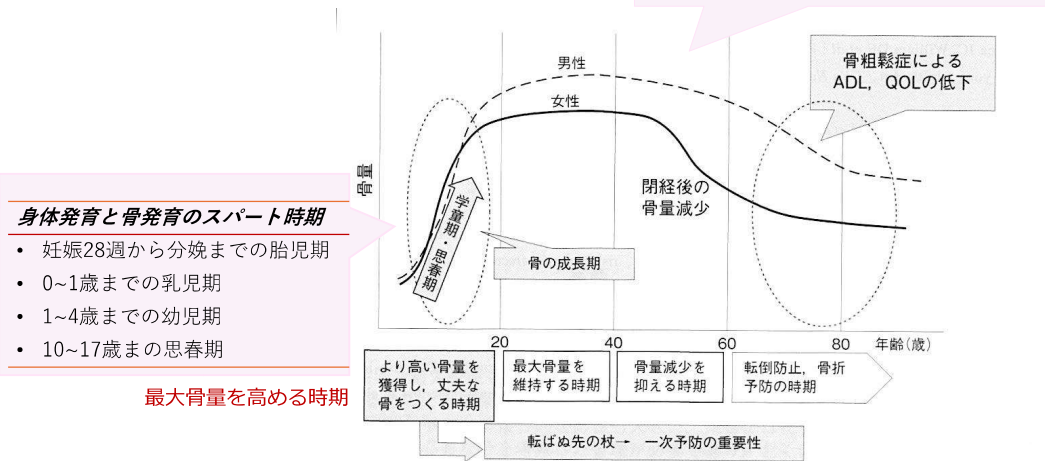 男性
女性
骨粗鬆症による
ADL，QOLの低下
骨量
閉経後の
骨量減少
学童期・思春期
骨の成長期
身体発育と骨発育のスパート時期
• 妊娠28週から分娩までの胎児期
• 0~1歳までの乳児期
• 1~4歳までの幼児期
• 10~17歳まの思春期
最大骨量を高める時期
20
40
60
80
年齢(歳)
より高い骨量を
獲得し，丈夫な
骨をつくる時期
最大骨量を
維持する時期
骨量減少を
抑える時期
転倒防止，骨折
予防の時期
転ばぬ先の杖→ 一次予防の重要性